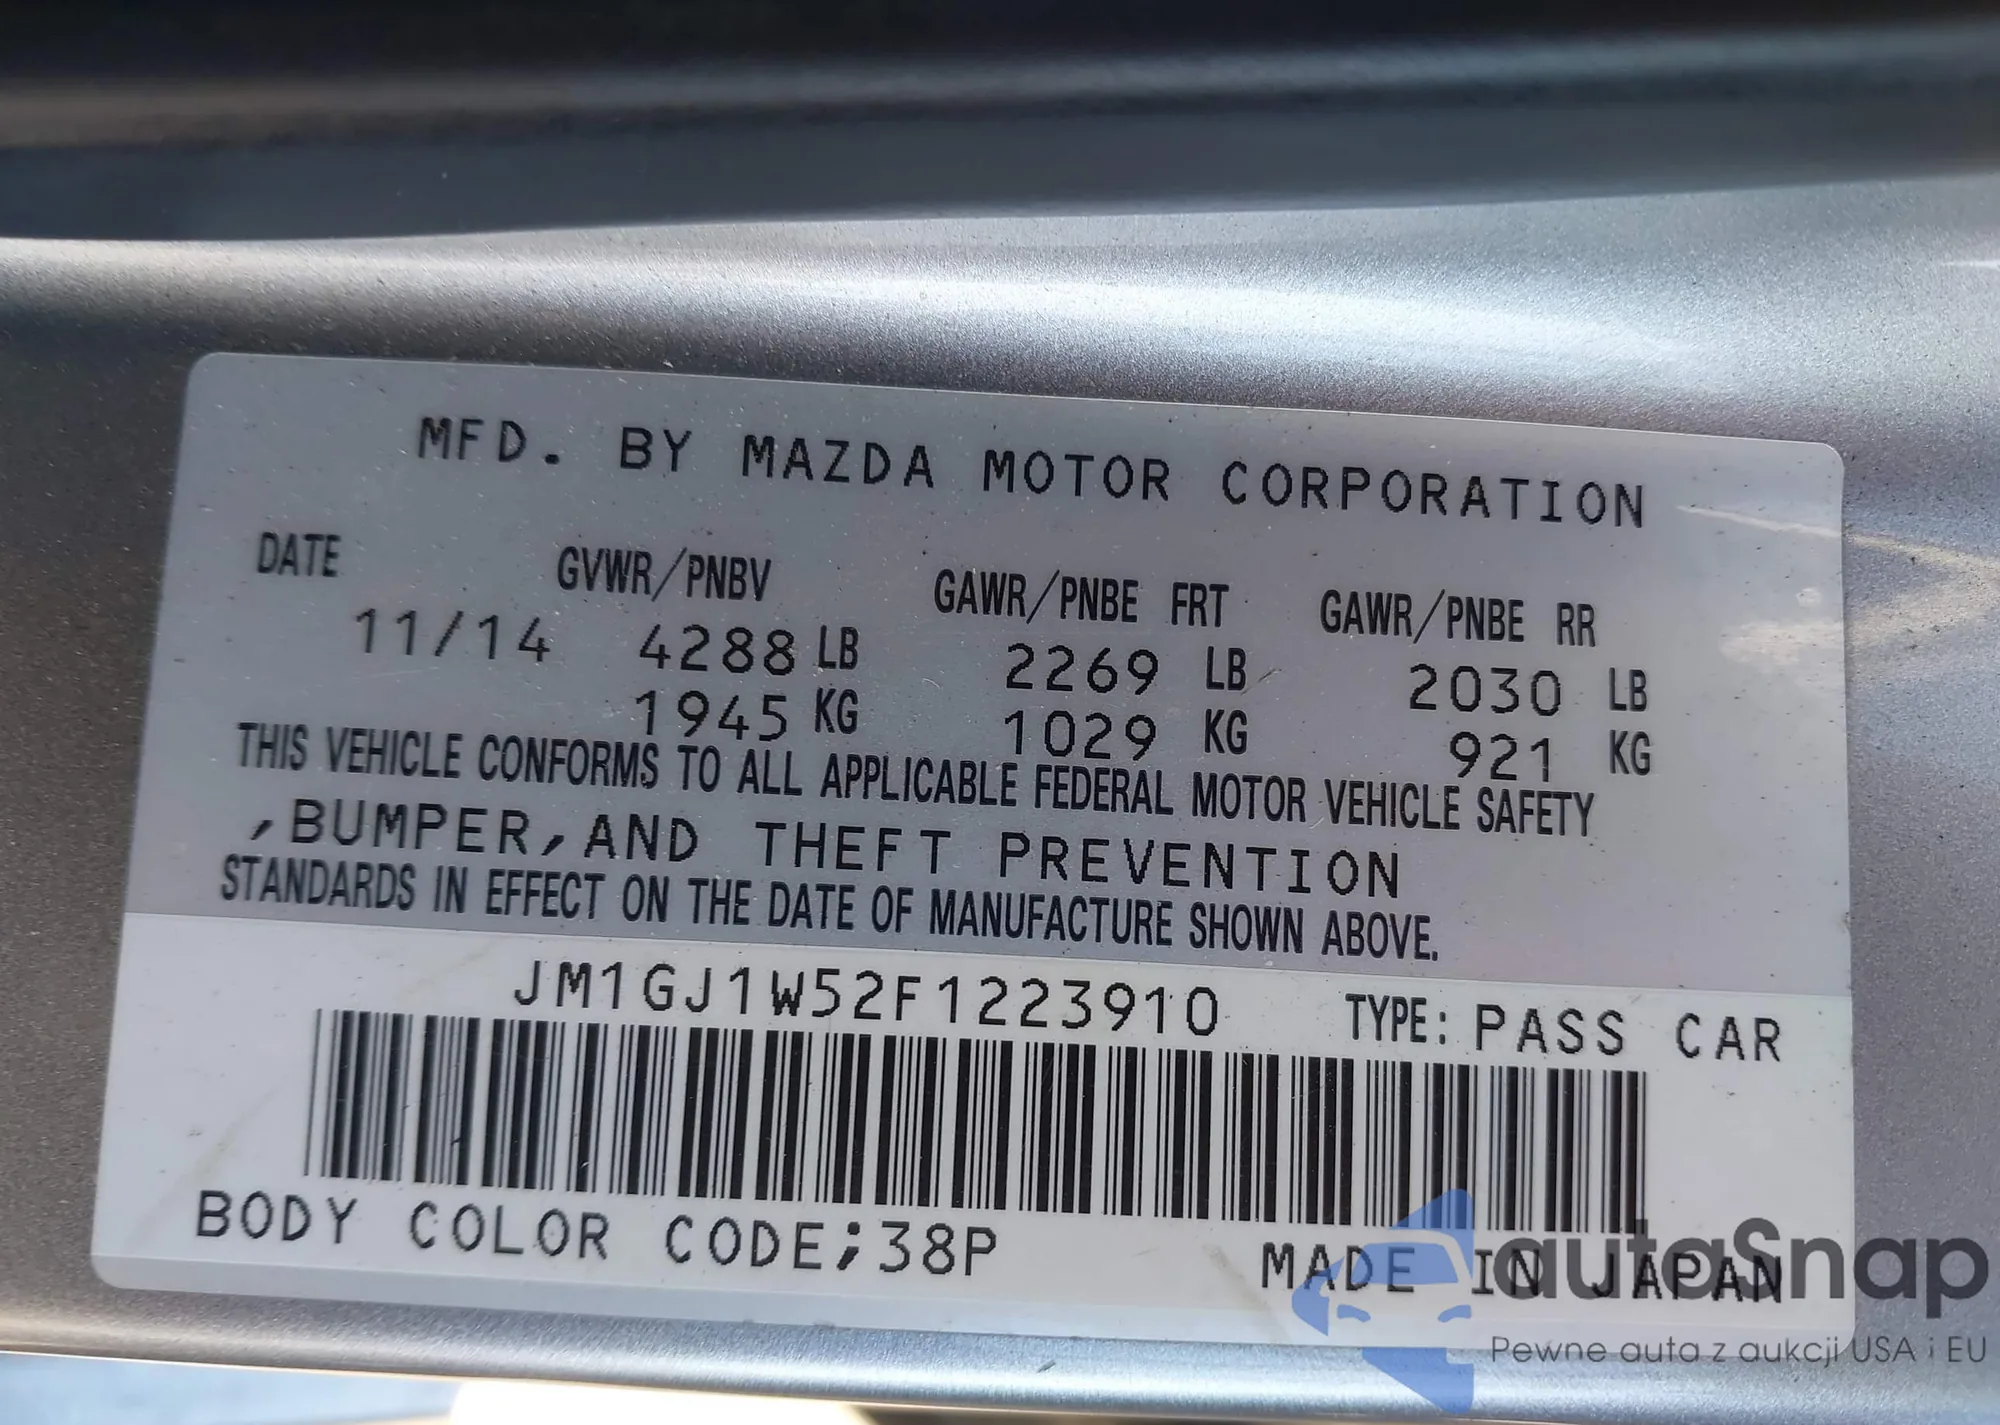 MFD. BY MAZDA MOTOR CORPORATION
DATE GVWR/PNBV GAWR/PNBE FRT GAWR/PNBE RR
11/14 4288 LB 2269 LB 2030 LB
1945 KG 1029 KG 921 KG
THIS VEHICLE CONFORMS TO ALL APPLICABLE FEDERAL MOTOR VEHICLE SAFETY
,BUMPER,AND THEFT PREVENTION
STANDARDS IN EFFECT ON THE DATE OF MANUFACTURE SHOWN ABOVE.
JM1GJ1W52F1223910 TYPE: PASS CAR
BODY COLOR CODE;38P MADE IN JAPAN
autoSnap
Pewne auta z aukcji USA i EU